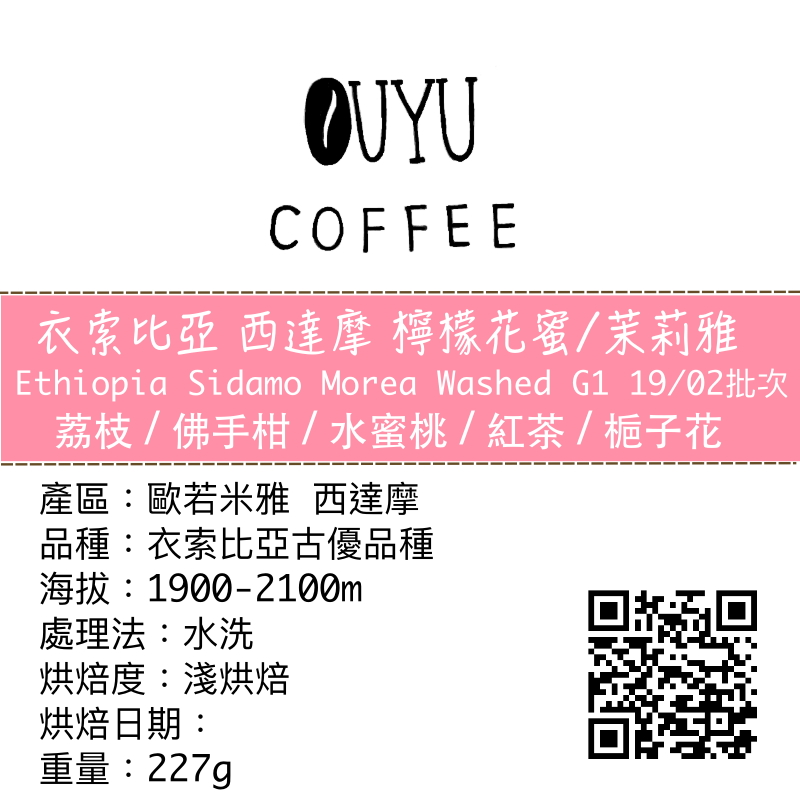 OUYU
COFFEE
衣索比亞 西達摩 檸檬花蜜/茉莉雅
Ethiopia Sidamo Morea Washed G1 19/02批次
荔枝 / 佛手柑 / 水蜜桃 / 紅茶 / 梔子花
產區：歐若米雅 西達摩
品種：衣索比亞古優品種
海拔：1900-2100m
處理法：水洗
烘焙度：淺烘焙
烘焙日期：
重量：227g